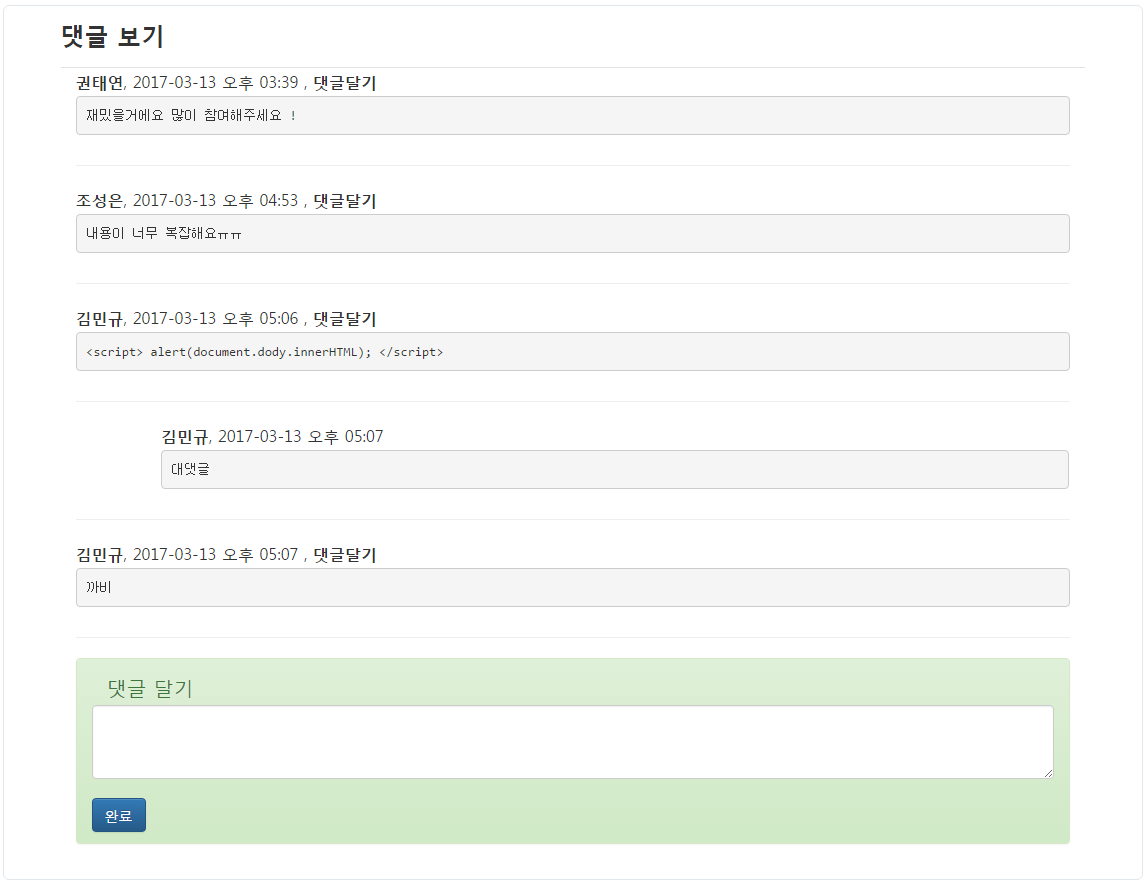 댓글 보기
권태연, 2017-03-13 오후 03:39 , 댓글달기
재밌을거에요 많이 참여해주세요 !
조성은, 2017-03-13 오후 04:53 , 댓글달기
내용이 너무 복잡해요ㅠㅠ
김민규, 2017-03-13 오후 05:06 , 댓글달기
<script> alert(document.dody.innerHTML); </script>
김민규, 2017-03-13 오후 05:07
대댓글
김민규, 2017-03-13 오후 05:07 , 댓글달기
까비
댓글 달기
완료